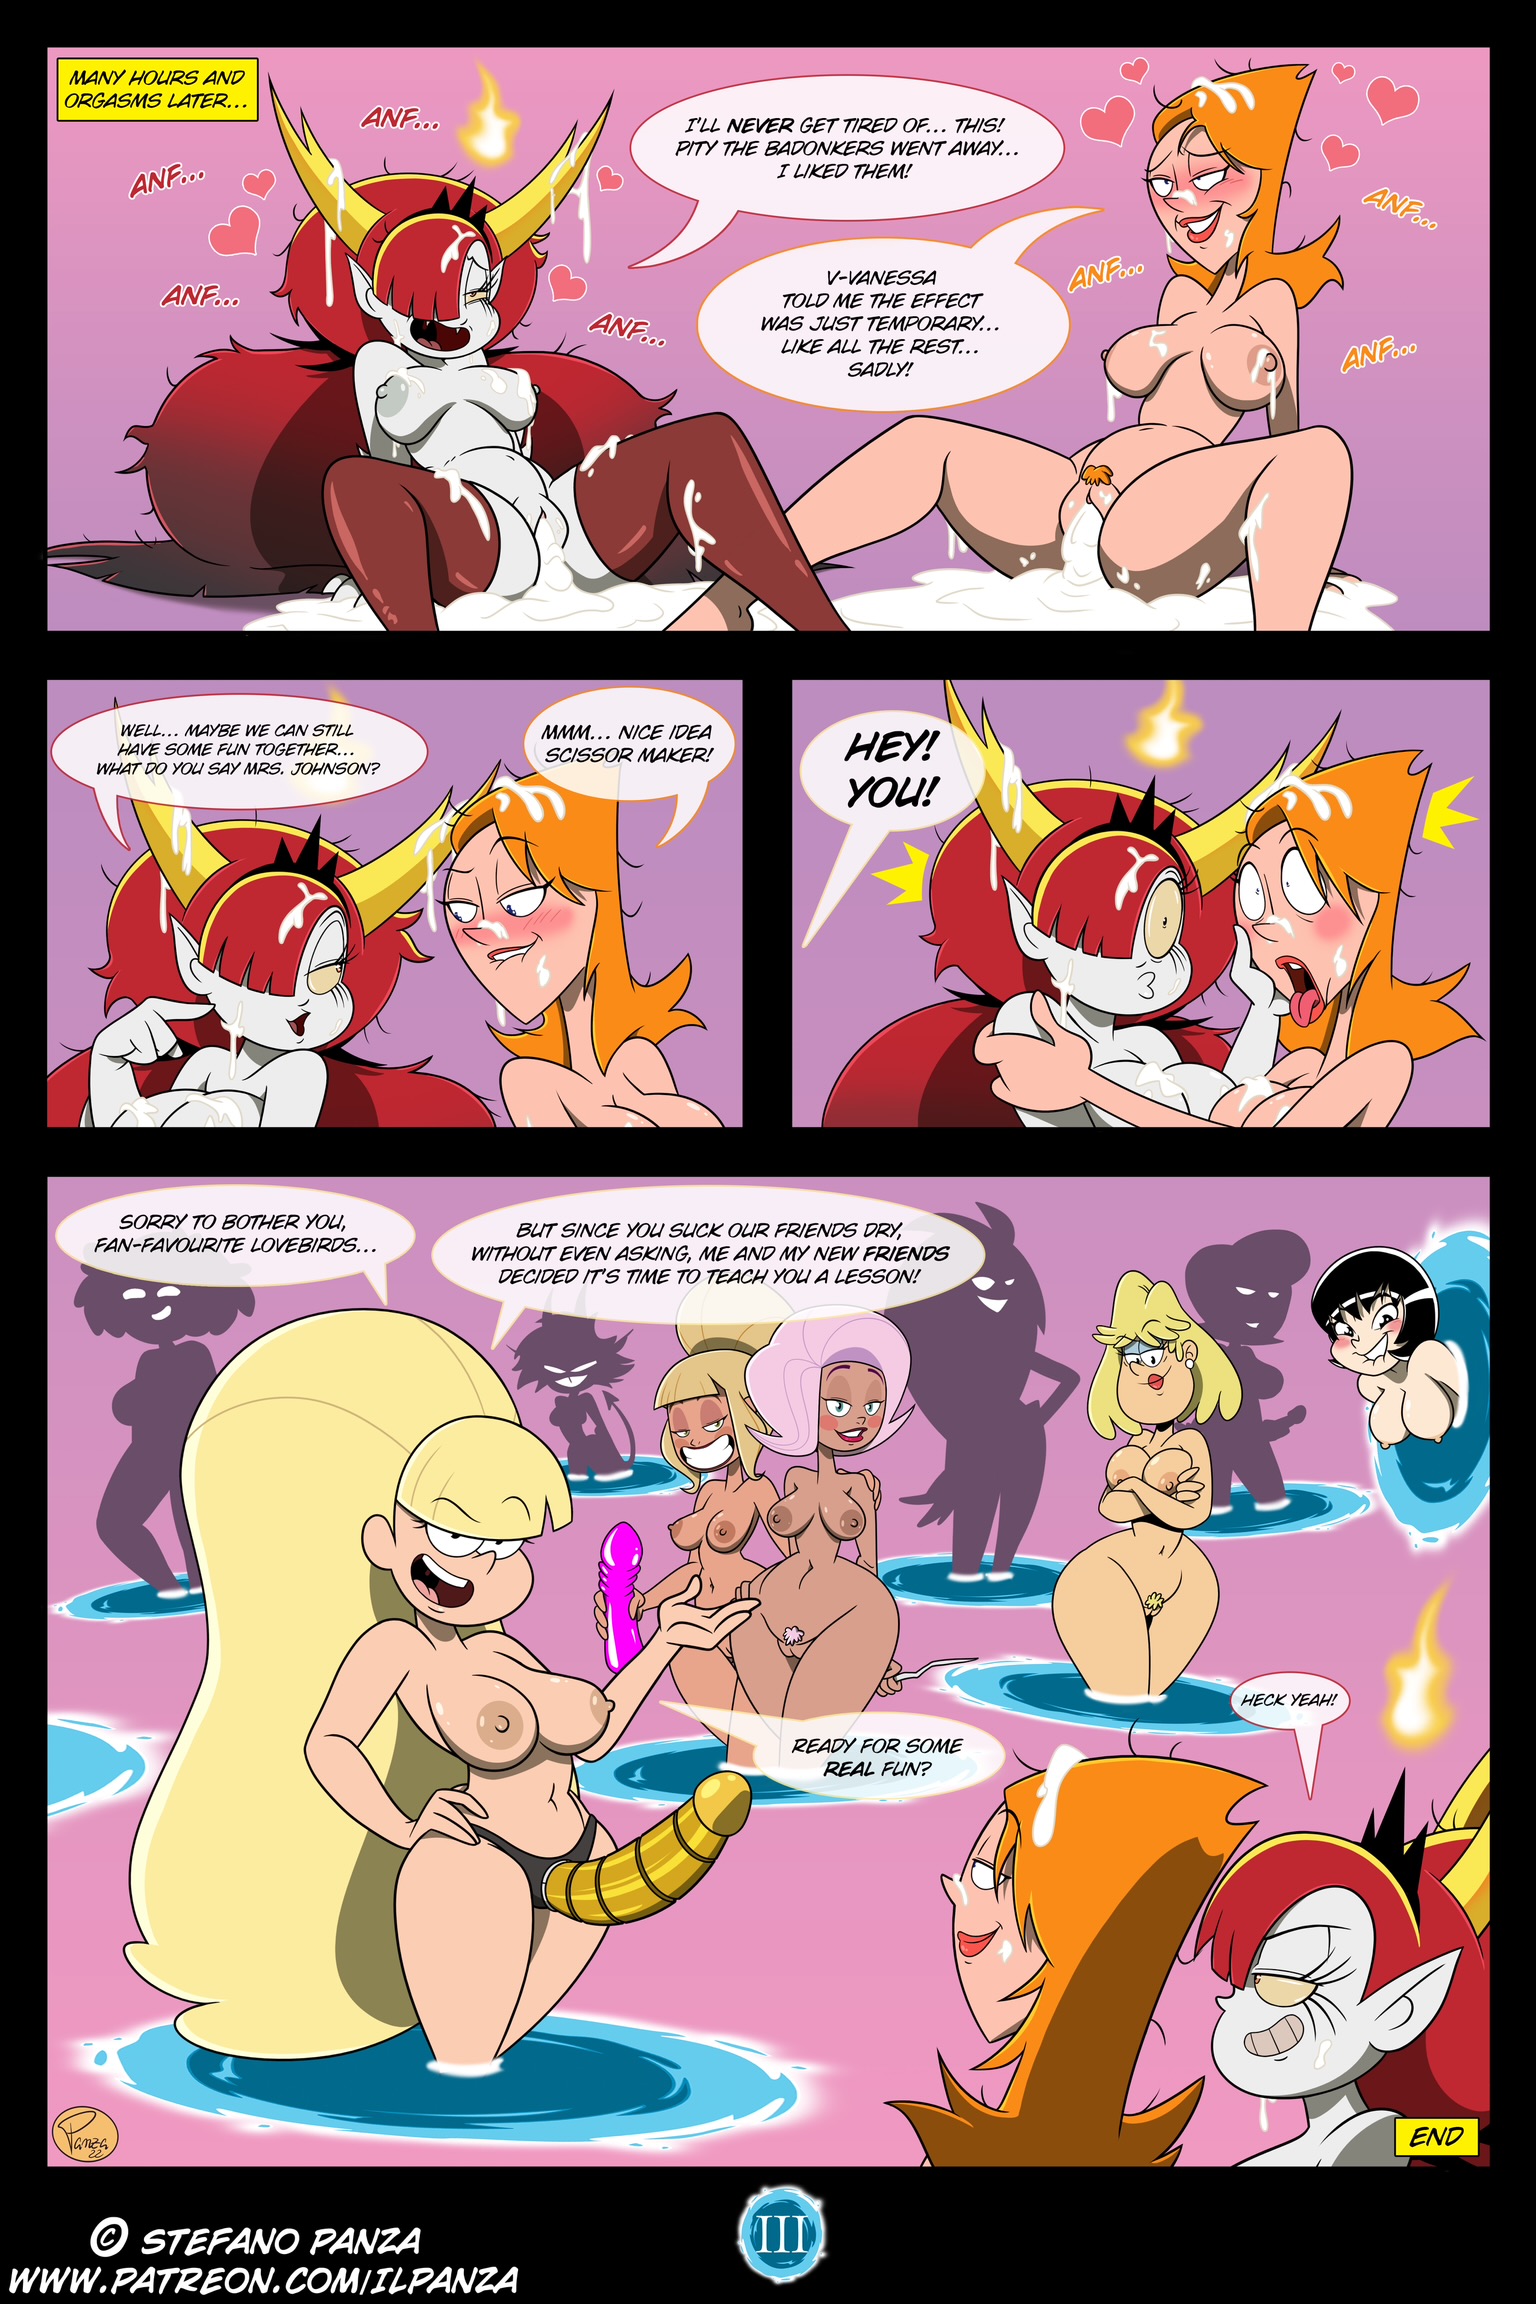 MANY HOURS AND
ORGASMS LATER...
ANF...
ANF...
ANF...
ANF...
I'LL NEVER GET TIRED OF... THIS!
PITY THE BADONKERS WENT AWAY...
I LIKED THEM!
V-VANESSA
TOLD ME THE EFFECT
WAS JUST TEMPORARY...
LIKE ALL THE REST...
SADLY!
ANF...
ANF...
ANF...
WELL... MAYBE WE CAN STILL
HAVE SOME FUN TOGETHER...
WHAT DO YOU SAY MRS. JOHNSON?
MMM... NICE IDEA
SCISSOR MAKER!
HEY!
YOU!
SORRY TO BOTHER YOU,
FAN-FAVOURITE LOVEBIRDS...
BUT SINCE YOU SUCK OUR FRIENDS DRY,
WITHOUT EVEN ASKING, ME AND MY NEW FRIENDS
DECIDED IT'S TIME TO TEACH YOU A LESSON!
READY FOR SOME
REAL FUN?
HECK YEAH!
Panza
22
END
III
© STEFANO PANZA
WWW.PATREON.COM/ILPANZA